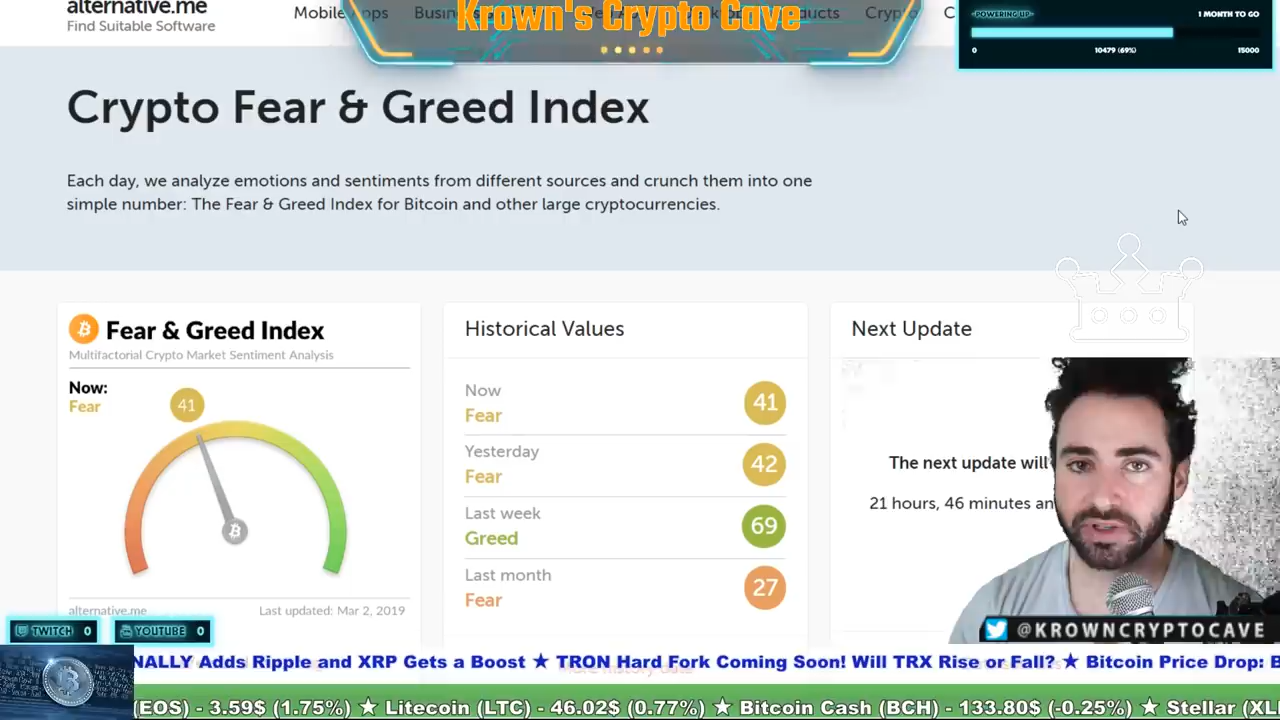 alternative.me
Find Suitable Software
Mobile Apps
Krown's Crypto Cave
POWERING UP
1 MONTH TO GO
0
10479 (69%)
15000
Crypto Fear & Greed Index
Each day, we analyze emotions and sentiments from different sources and crunch them into one
simple number: The Fear & Greed Index for Bitcoin and other large cryptocurrencies.
Fear & Greed Index
Multifactorial Crypto Market Sentiment Analysis
Now:
Fear
41
alternative.me
Last updated: Mar 2, 2019
Historical Values
Now
Fear
41
Yesterday
Fear
42
Last week
Greed
69
Last month
Fear
27
Next Update
The next update will
21 hours, 46 minutes an
@KROWNCRYPTOCAVE
TWITCH 0
YOUTUBE 0
NALLY Adds Ripple and XRP Gets a Boost ★ TRON Hard Fork Coming Soon! Will TRX Rise or Fall? ★ Bitcoin Price Drop: B
(EOS) - 3.59$ (1.75%) ★ Litecoin (LTC) - 46.02$ (0.77%) ★ Bitcoin Cash (BCH) - 133.80$ (-0.25%) ★ Stellar (XL